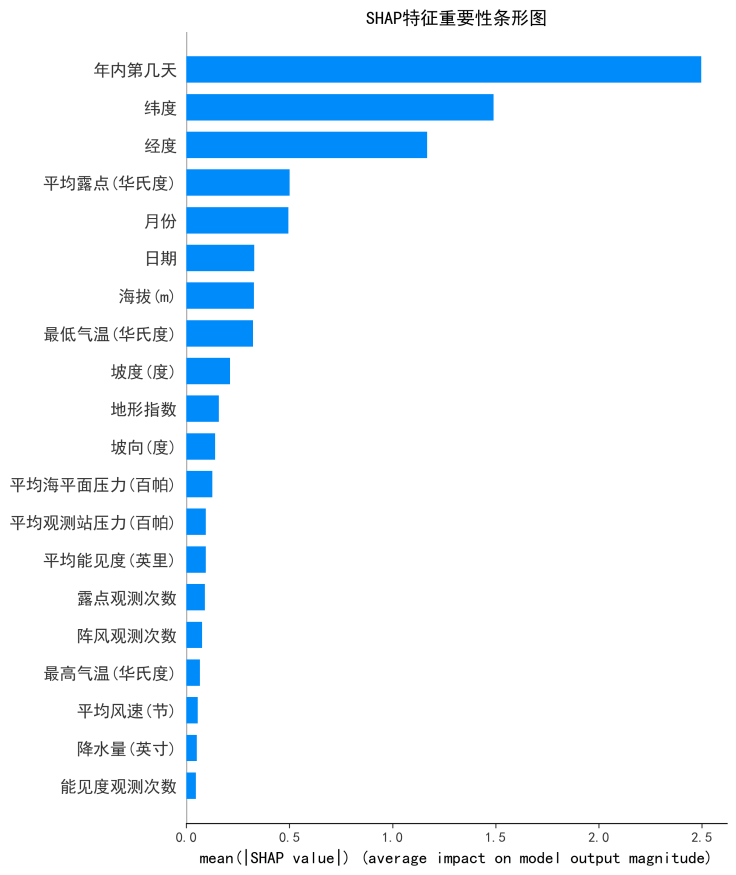 SHAP特征重要性条形图
年内第几天
纬度
经度
平均露点(华氏度)
月份
日期
海拔(m)
最低气温(华氏度)
坡度(度)
地形指数
坡向(度)
平均海平面压力(百帕)
平均观测站压力(百帕)
平均能见度(英里)
露点观测次数
阵风观测次数
最高气温(华氏度)
平均风速(节)
降水量(英寸)
能见度观测次数
0.0 0.5 1.0 1.5 2.0 2.5
mean(|SHAP value|) (average impact on model output magnitude)